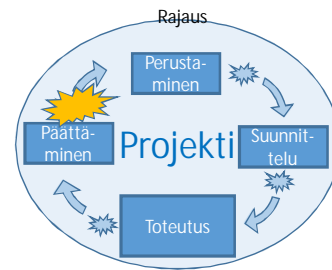 Rajaus
Perusta-
minen
Päättä-
minen
Projekti
Suunnit-
telu
Toteutus